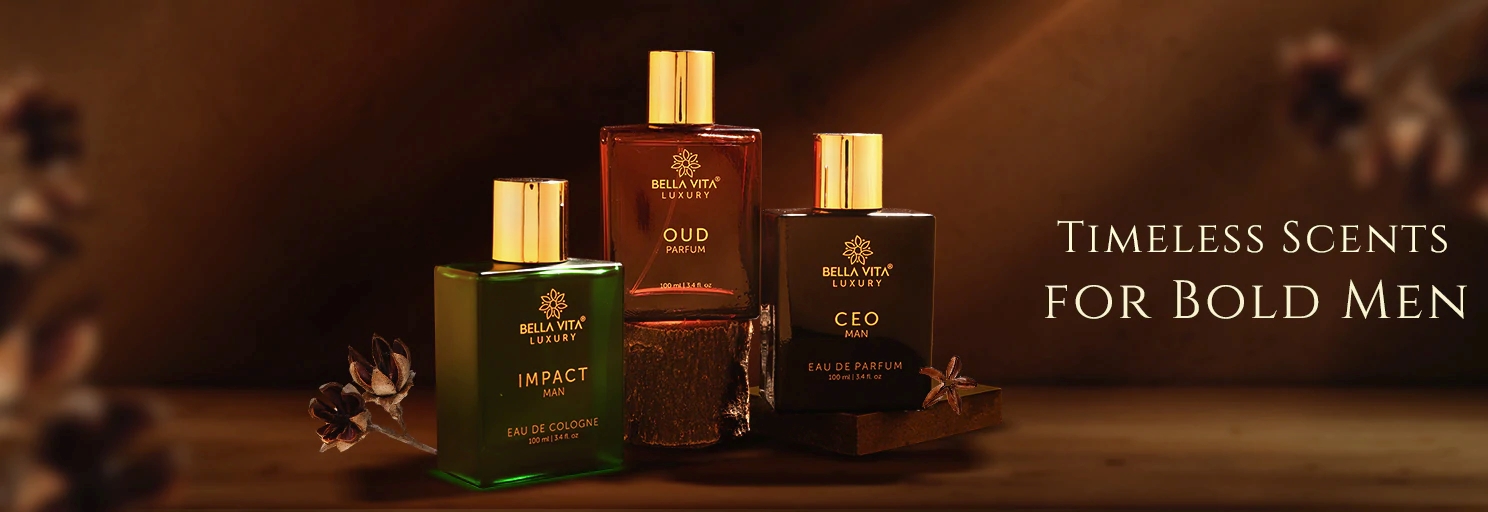 BELLA VITA®
LUXURY
IMPACT
MAN
EAU DE COLOGNE
100 ml | 3.4 fl. oz
BELLA VITA®
LUXURY
OUD
PARFUM
100 ml | 3.4 fl. oz
BELLA VITA®
LUXURY
CEO
MAN
EAU DE PARFUM
100 ml | 3.4 fl. oz
TIMELESS SCENTS
FOR BOLD MEN